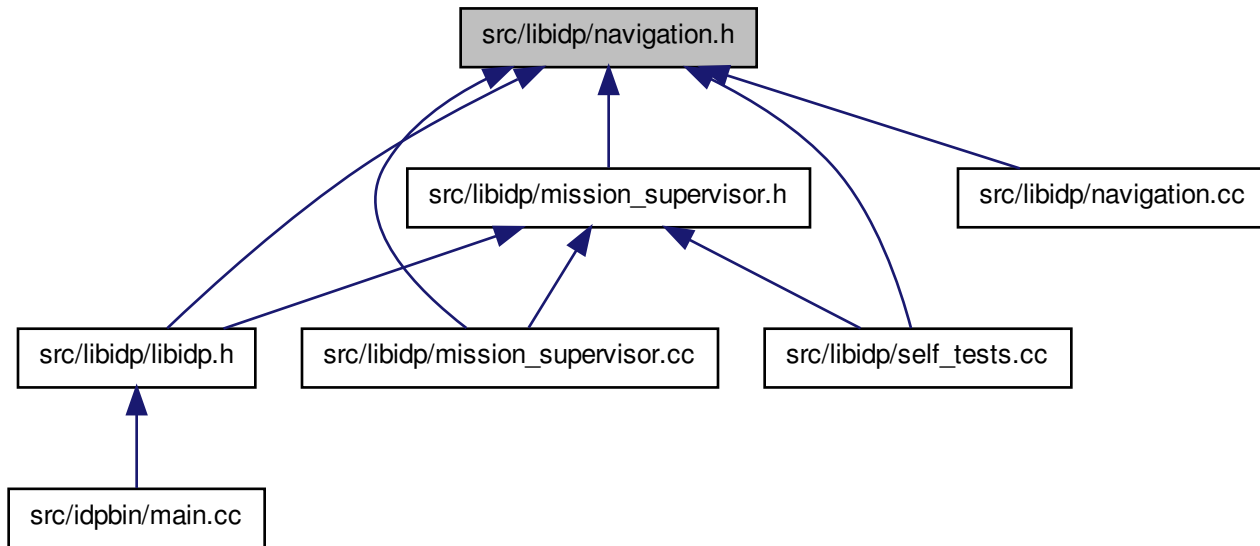 src/libidp/navigation.h
src/libidp/mission_supervisor.h
src/libidp/navigation.cc
src/libidp/libidp.h
src/libidp/mission_supervisor.cc
src/libidp/self_tests.cc
src/idpbin/main.cc